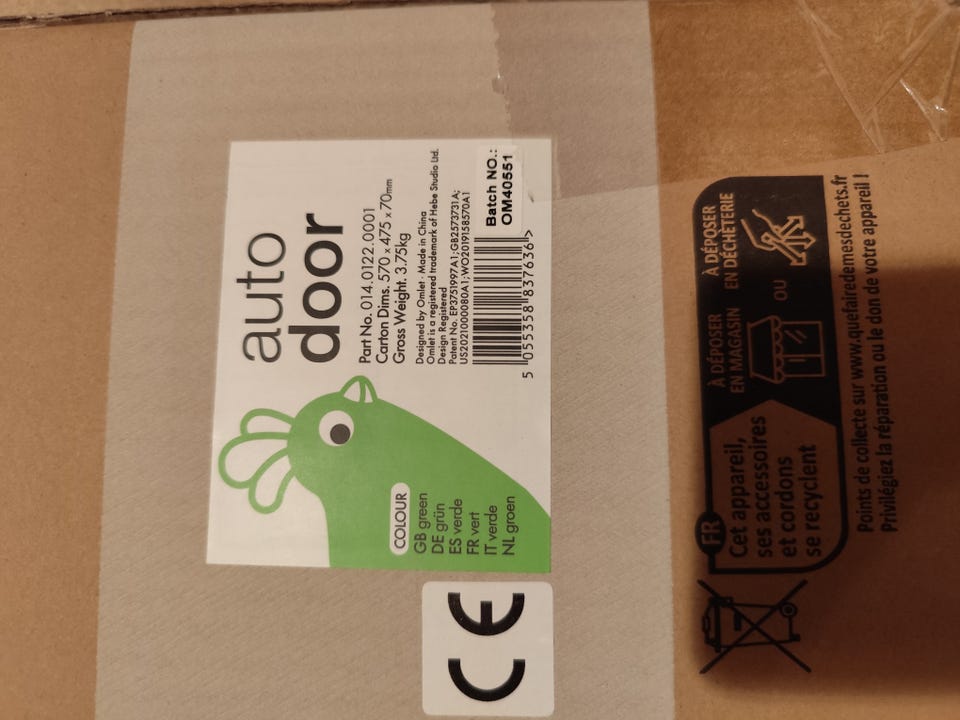 auto
door
Part No. 014.0122.0001
Carton Dims. 570 x 475 x 70mm
Gross Weight. 3.75kg
Designed by Omlet · Made in China
Omlet is a registered trademark of Hebe Studio Ltd.
Design Registered
Patent No. EP3751997A1;GB2573731A;
US2021000080A1;WO2019158570A1
Batch NO.:
OM40551
5 055358 837636 >
COLOUR
GB green
DE grün
ES verde
FR vert
IT verde
NL groen
CE
FR
Cet appareil,
ses accessoires
et cordons
se recyclent
À DÉPOSER
EN MAGASIN
OU
À DÉPOSER
EN DÉCHÈTERIE
Points de collecte sur www.quefairedemesdechets.fr
Privilégiez la réparation ou le don de votre appareil !